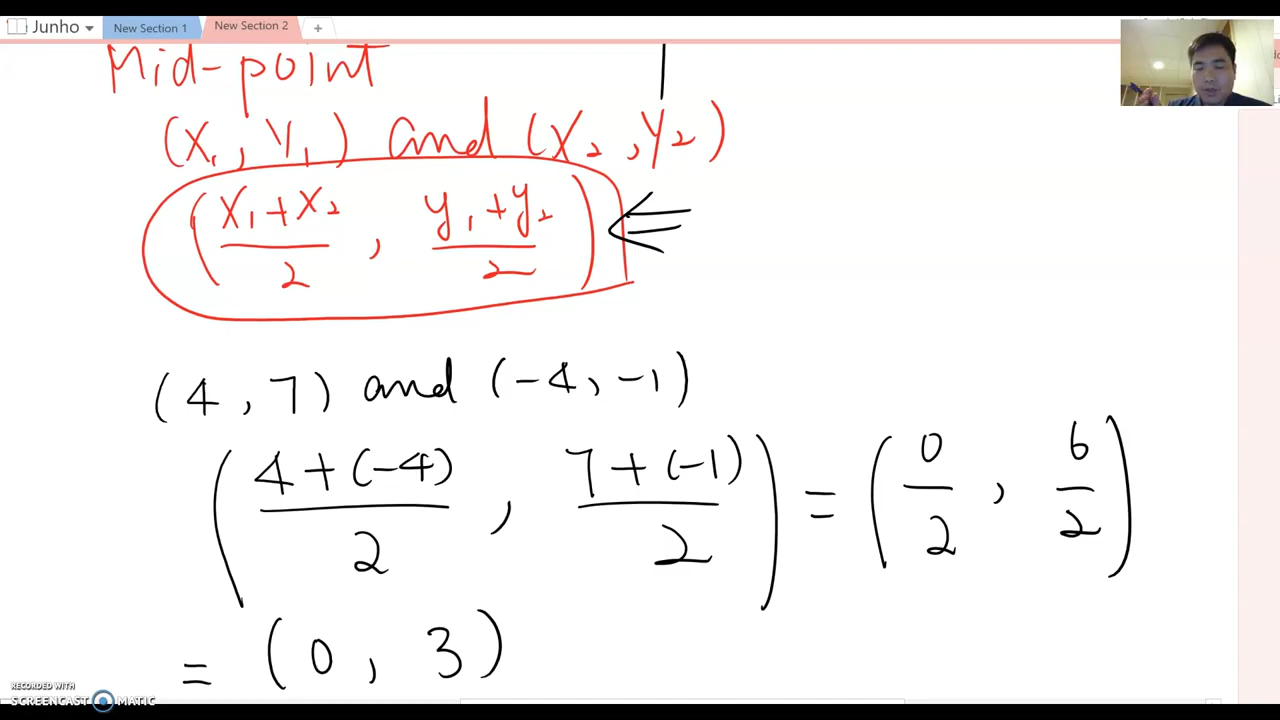 Junho New Section 1 New Section 2 +
Mid-point
(X₁, Y₁) and (X₂, Y₂)
(X₁+X₂/2, y₁+y₂/2)
(4, 7) and (-4, -1)
(4+(-4)/2, 7+(-1)/2) = (0/2, 6/2)
= (0, 3)
RECORDED WITH
SCREENCAST MATIC